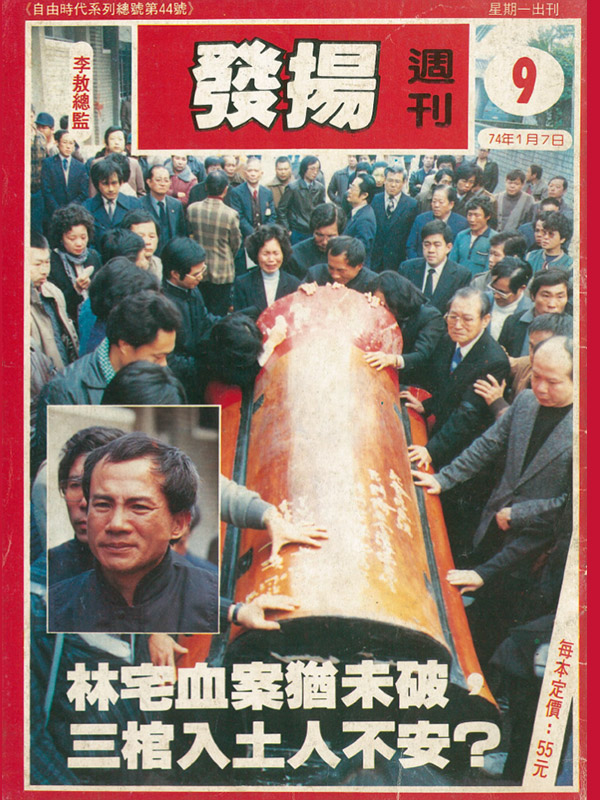 《自由時代系列總號第44號》
星期一出刊
李敖總監
發揚
週刊
9
74年1月7日
林宅血案猶未破，
三棺入土人不安？
每本定價：55元